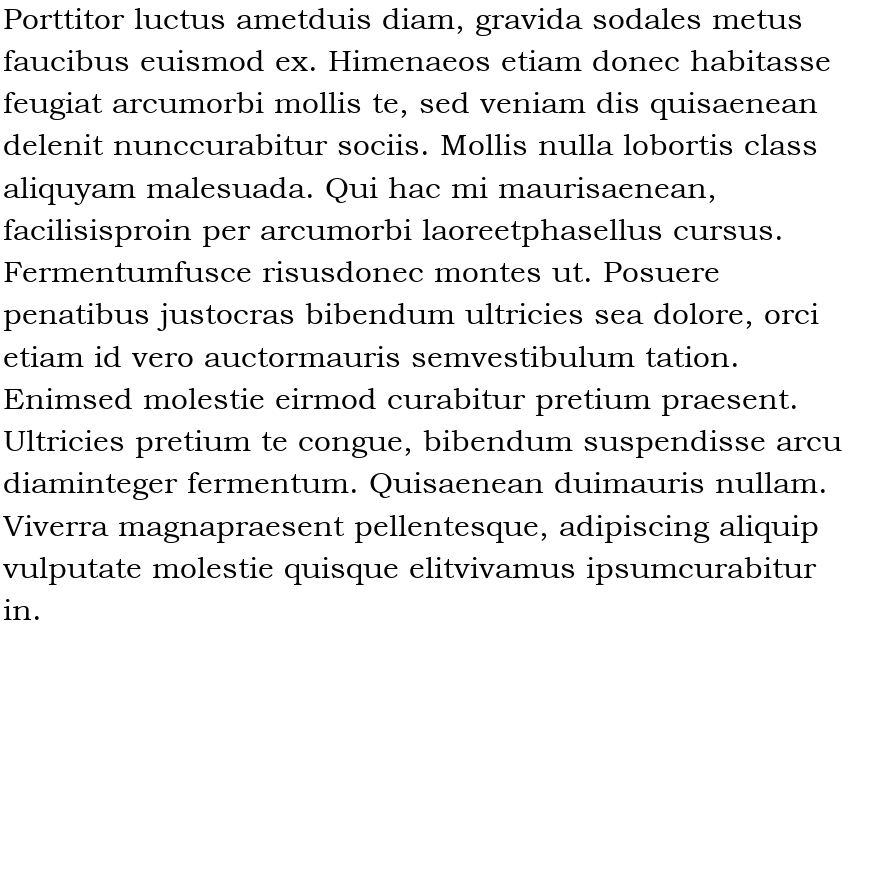 Porttitor luctus ametduis diam, gravida sodales metus
faucibus euismod ex. Himenaeos etiam donec habitasse
feugiat arcumorbi mollis te, sed veniam dis quisaenean
delenit nunccurabitur sociis. Mollis nulla lobortis class
aliquyam malesuada. Qui hac mi maurisaenean,
facilisisproin per arcumorbi laoreetphasellus cursus.
Fermentumfusce risusdonec montes ut. Posuere
penatibus justocras bibendum ultricies sea dolore, orci
etiam id vero auctormauris semvestibulum tation.
Enimsed molestie eirmod curabitur pretium praesent.
Ultricies pretium te congue, bibendum suspendisse arcu
diaminteger fermentum. Quisaenean duimauris nullam.
Viverra magnapraesent pellentesque, adipiscing aliquip
vulputate molestie quisque elitvivamus ipsumcurabitur
in.